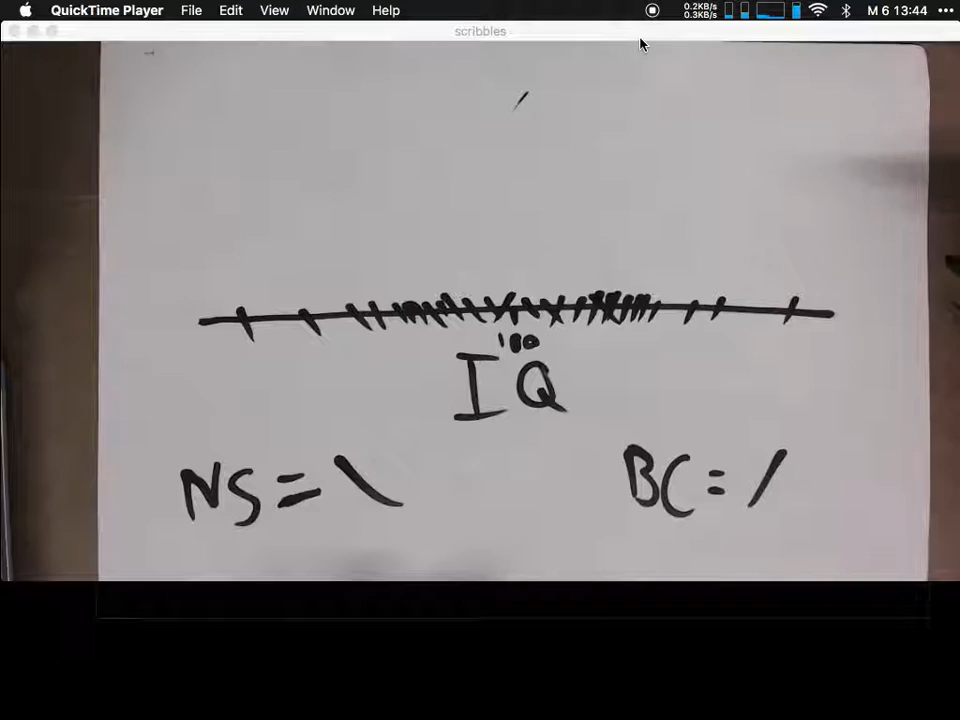 QuickTime Player File Edit View Window Help 0.2KB/s 0.3KB/s M 6 13:44
scribbles
100
IQ
NS = \
BC = /